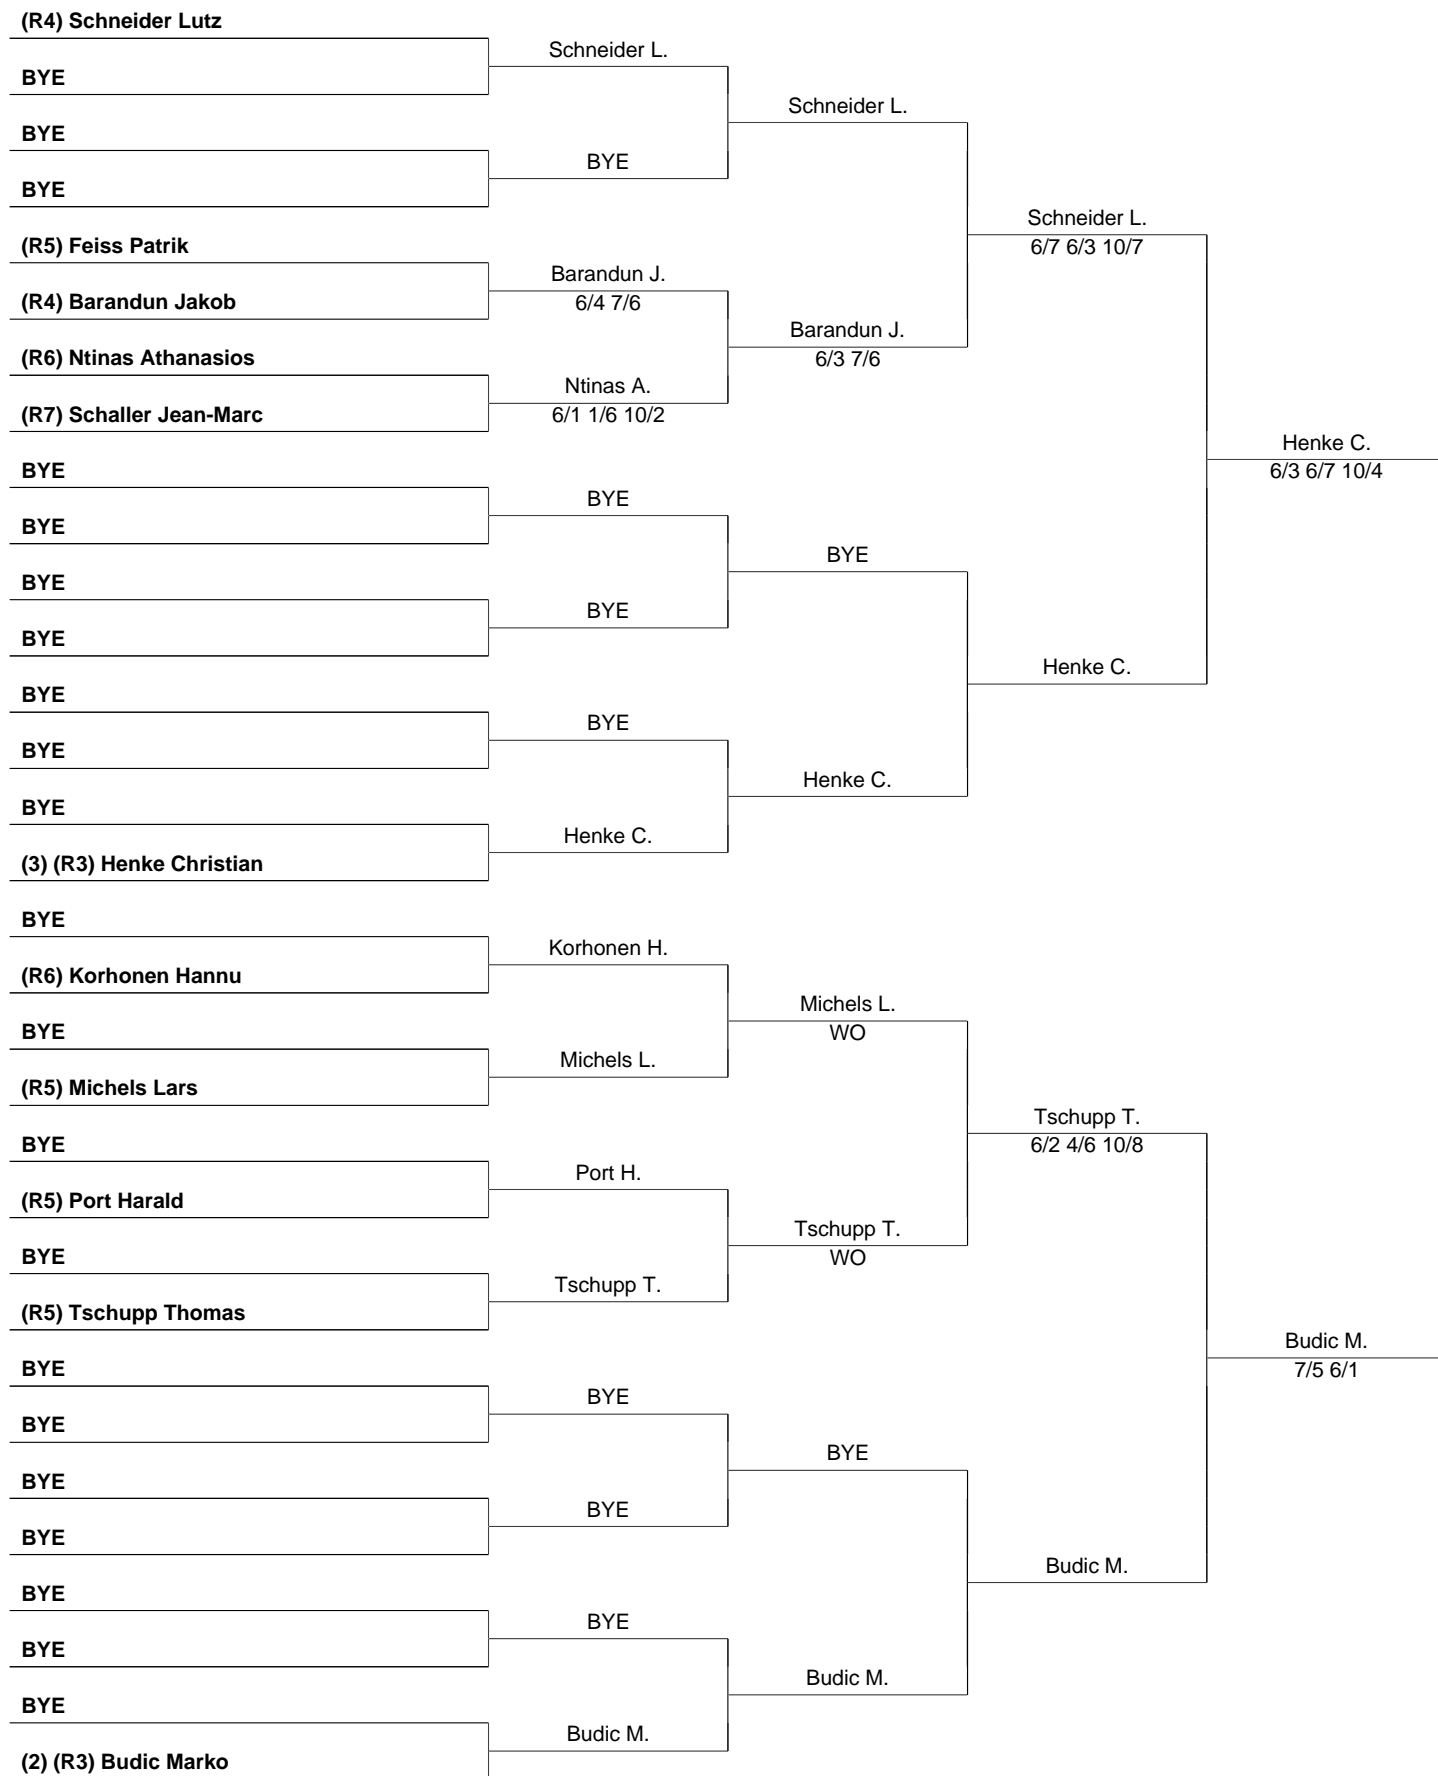 (R4) Schneider Lutz
Schneider L.
BYE
Schneider L.
BYE
BYE
BYE
Schneider L.
(R5) Feiss Patrik
6/7 6/3 10/7
Barandun J.
(R4) Barandun Jakob
6/4 7/6
Barandun J.
(R6) Ntinas Athanasios
6/3 7/6
Ntinas A.
(R7) Schaller Jean-Marc
6/1 1/6 10/2
Henke C.
BYE
6/3 6/7 10/4
BYE
BYE
BYE
BYE
BYE
BYE
Henke C.
BYE
BYE
BYE
Henke C.
BYE
Henke C.
(3) (R3) Henke Christian
BYE
Korhonen H.
(R6) Korhonen Hannu
Michels L.
BYE
WO
Michels L.
(R5) Michels Lars
Tschupp T.
BYE
6/2 4/6 10/8
Port H.
(R5) Port Harald
Tschupp T.
BYE
WO
Tschupp T.
(R5) Tschupp Thomas
Budic M.
BYE
7/5 6/1
BYE
BYE
BYE
BYE
BYE
BYE
Budic M.
BYE
BYE
BYE
Budic M.
BYE
Budic M.
(2) (R3) Budic Marko